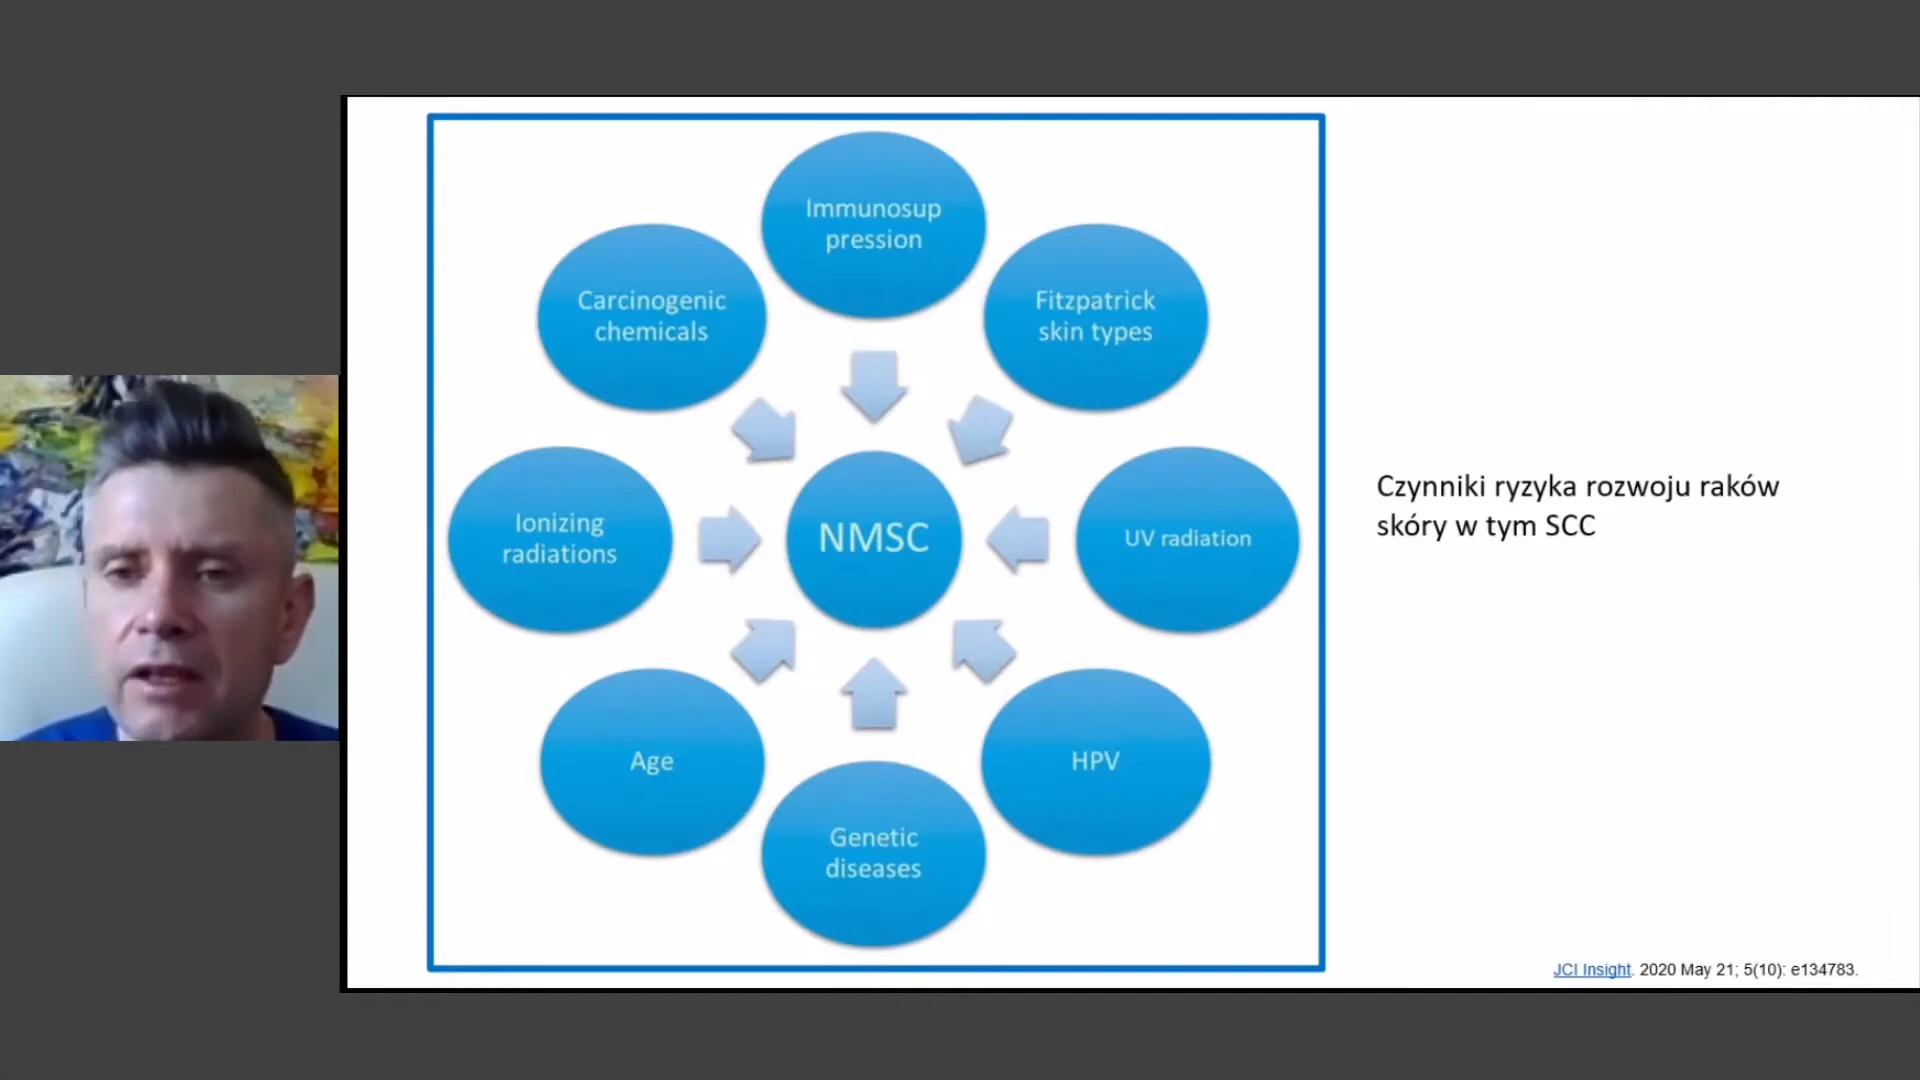 Immunosup
pression
Carcinogenic
chemicals
Fitzpatrick
skin types
Ionizing
radiations
NMSC
UV radiation
Age
HPV
Genetic
diseases
Czynniki ryzyka rozwoju raków
skóry w tym SCC
JCI Insight. 2020 May 21; 5(10): e134783.